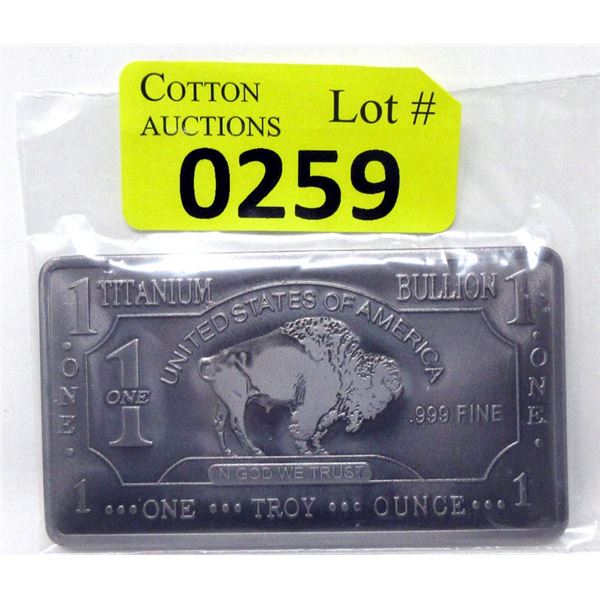 COTTON
AUCTIONS
Lot #
0259
1 TITANIUM BULLION 1
UNITED STATES OF AMERICA
ONE
1
ONE
.999 FINE
ONE
IN GOD WE TRUST
1 ...ONE ... TROY ... OUNCE... 1